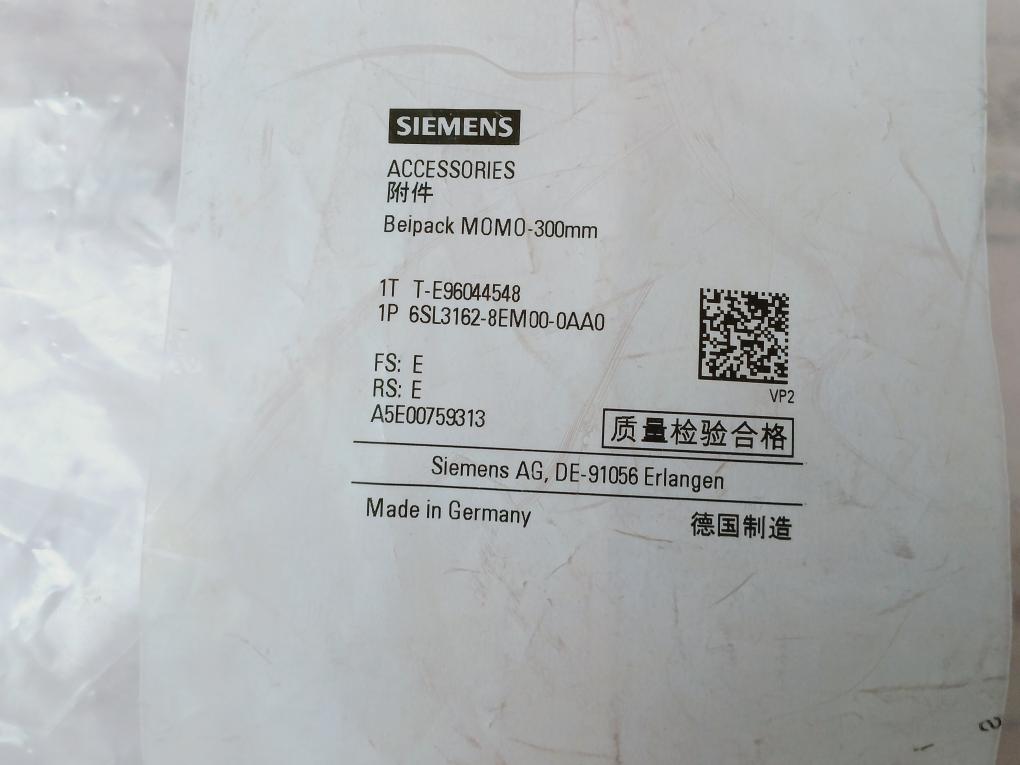 SIEMENS
ACCESSORIES
附件
Beipack MOMO-300mm
1T T-E96044548
1P 6SL3162-8EM00-0AA0
FS: E
RS: E
A5E00759313
VP2
质量检验合格
Siemens AG, DE-91056 Erlangen
Made in Germany 德国制造